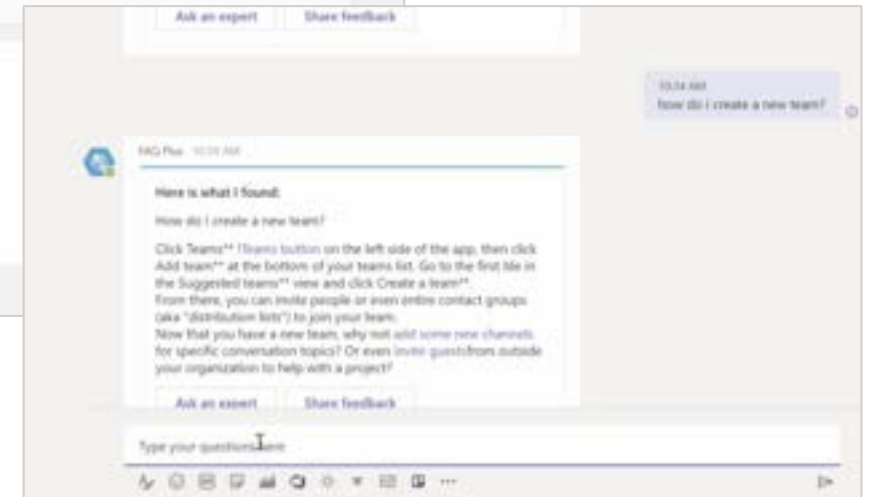 Ask an expert Share feedback
10:24 AM
how do i create a new team?
FAQ Plus 10:24 AM
Here is what I found:
How do I create a new team?
Click Teams** !Teams button on the left side of the app, then click
Add team** at the bottom of your teams list. Go to the first tile in
the Suggested teams** view and click Create a team**.
From there, you can invite people or even entire contact groups
(aka "distribution lists") to join your team.
Now that you have a new team, why not add some new channels
for specific conversation topics? Or even invite guestsfrom outside
your organization to help with a project?
Ask an expert Share feedback
Type your questions here